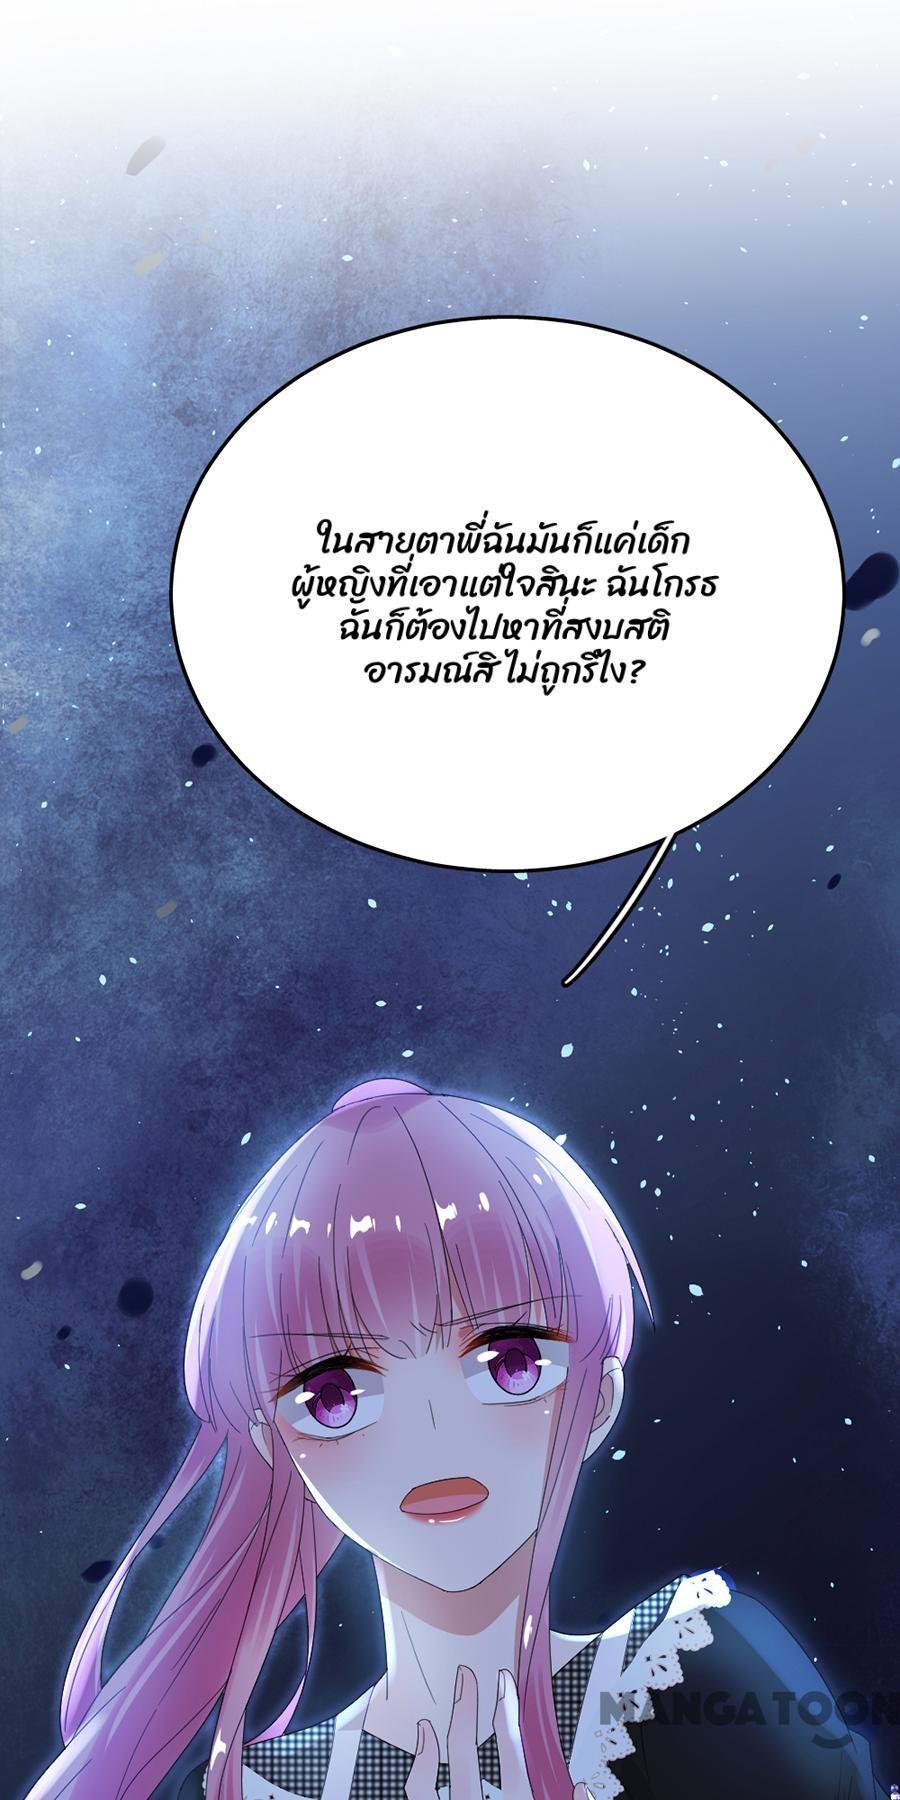 ในสายตาพี่ฉันมันก็แค่เด็ก
ผู้หญิงที่เอาแต่ใจสินะ ฉันโกรธ
ฉันก็ต้องไปหาที่สงบสติ
อารมณ์สิ ไม่ถูกรึไง?
MANGA TOON